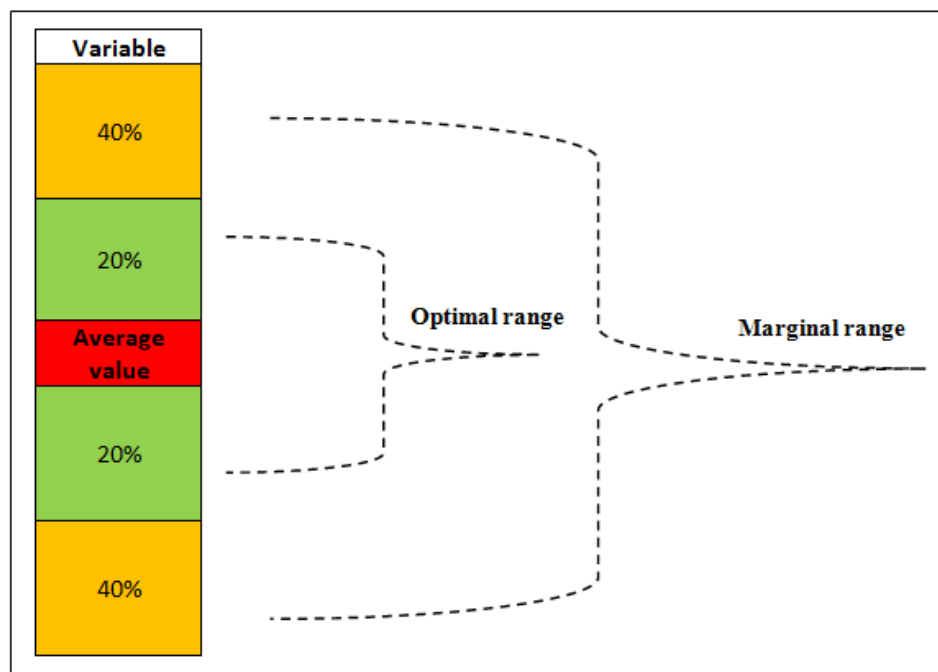 Variable
40%
20%
Average
value
20%
40%
Optimal range
Marginal range